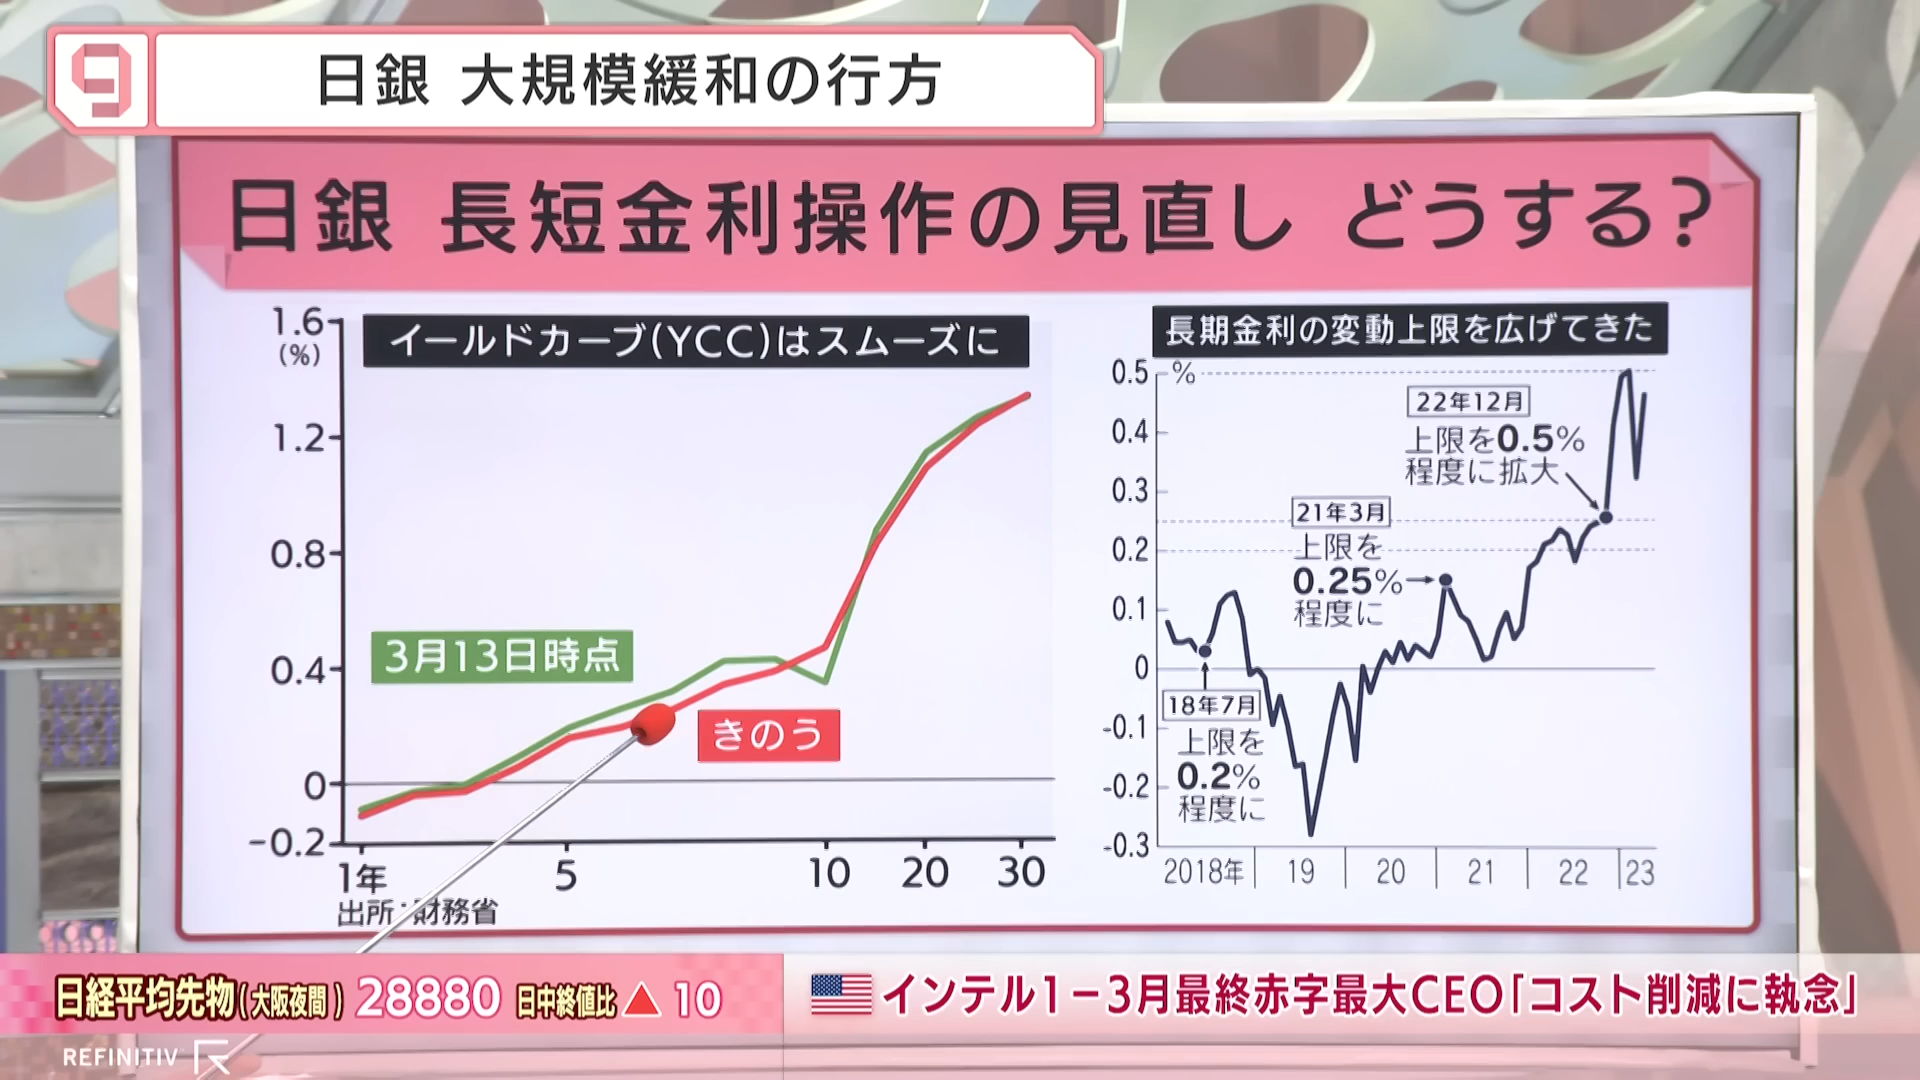 日銀 大規模緩和の行方
日銀 長短金利操作の見直し どうする?
イールドカーブ(YCC)はスムーズに
1.6
(%)
1.2
0.8
0.4
0
-0.2
3月13日時点
きのう
1年
5
10
20
30
出所:財務省
長期金利の変動上限を広げてきた
0.5
%
0.4
0.3
0.2
0.1
0
-0.1
-0.2
-0.3
22年12月
上限を0.5%
程度に拡大
21年3月
上限を
0.25%
程度に
18年7月
上限を
0.2%
程度に
2018年
19
20
21
22
23
日経平均先物(大阪夜間) 28880 日中終値比▲10
インテル1-3月最終赤字最大CEO「コスト削減に執念」
REFINITIV